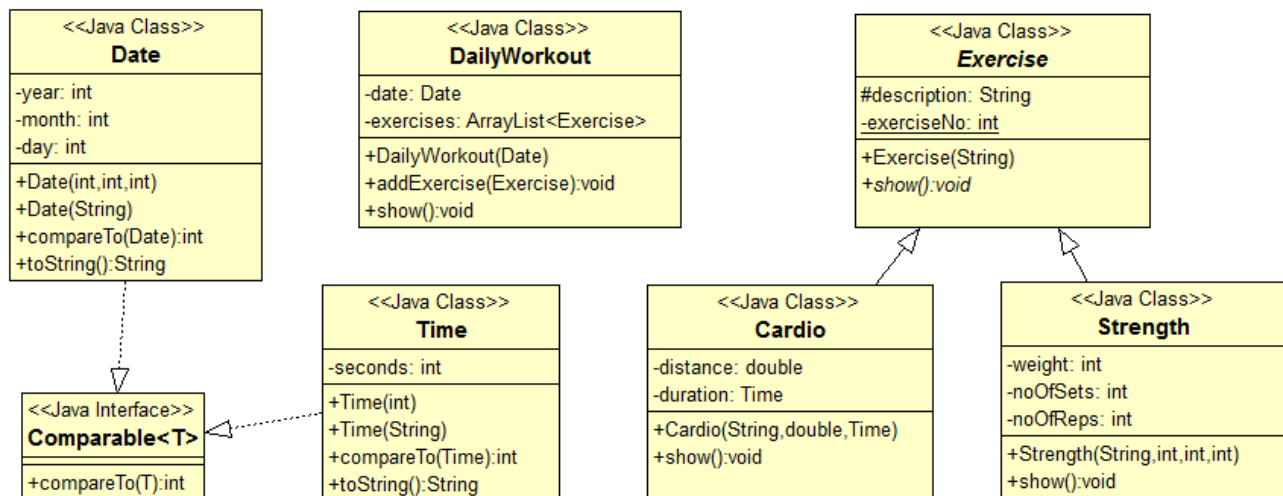 <<Java Class>>
Date
-year: int
-month: int
-day: int
+Date(int,int,int)
+Date(String)
+compareTo(Date):int
+toString():String
<<Java Class>>
DailyWorkout
-date: Date
-exercises: ArrayList<Exercise>
+DailyWorkout(Date)
+addExercise(Exercise):void
+show():void
<<Java Class>>
Exercise
#description: String
-exerciseNo: int
+Exercise(String)
+show():void
<<Java Interface>>
Comparable<T>
+compareTo(T):int
<<Java Class>>
Time
-seconds: int
+Time(int)
+Time(String)
+compareTo(Time):int
+toString():String
<<Java Class>>
Cardio
-distance: double
-duration: Time
+Cardio(String,double,Time)
+show():void
<<Java Class>>
Strength
-weight: int
-noOfSets: int
-noOfReps: int
+Strength(String,int,int,int)
+show():void